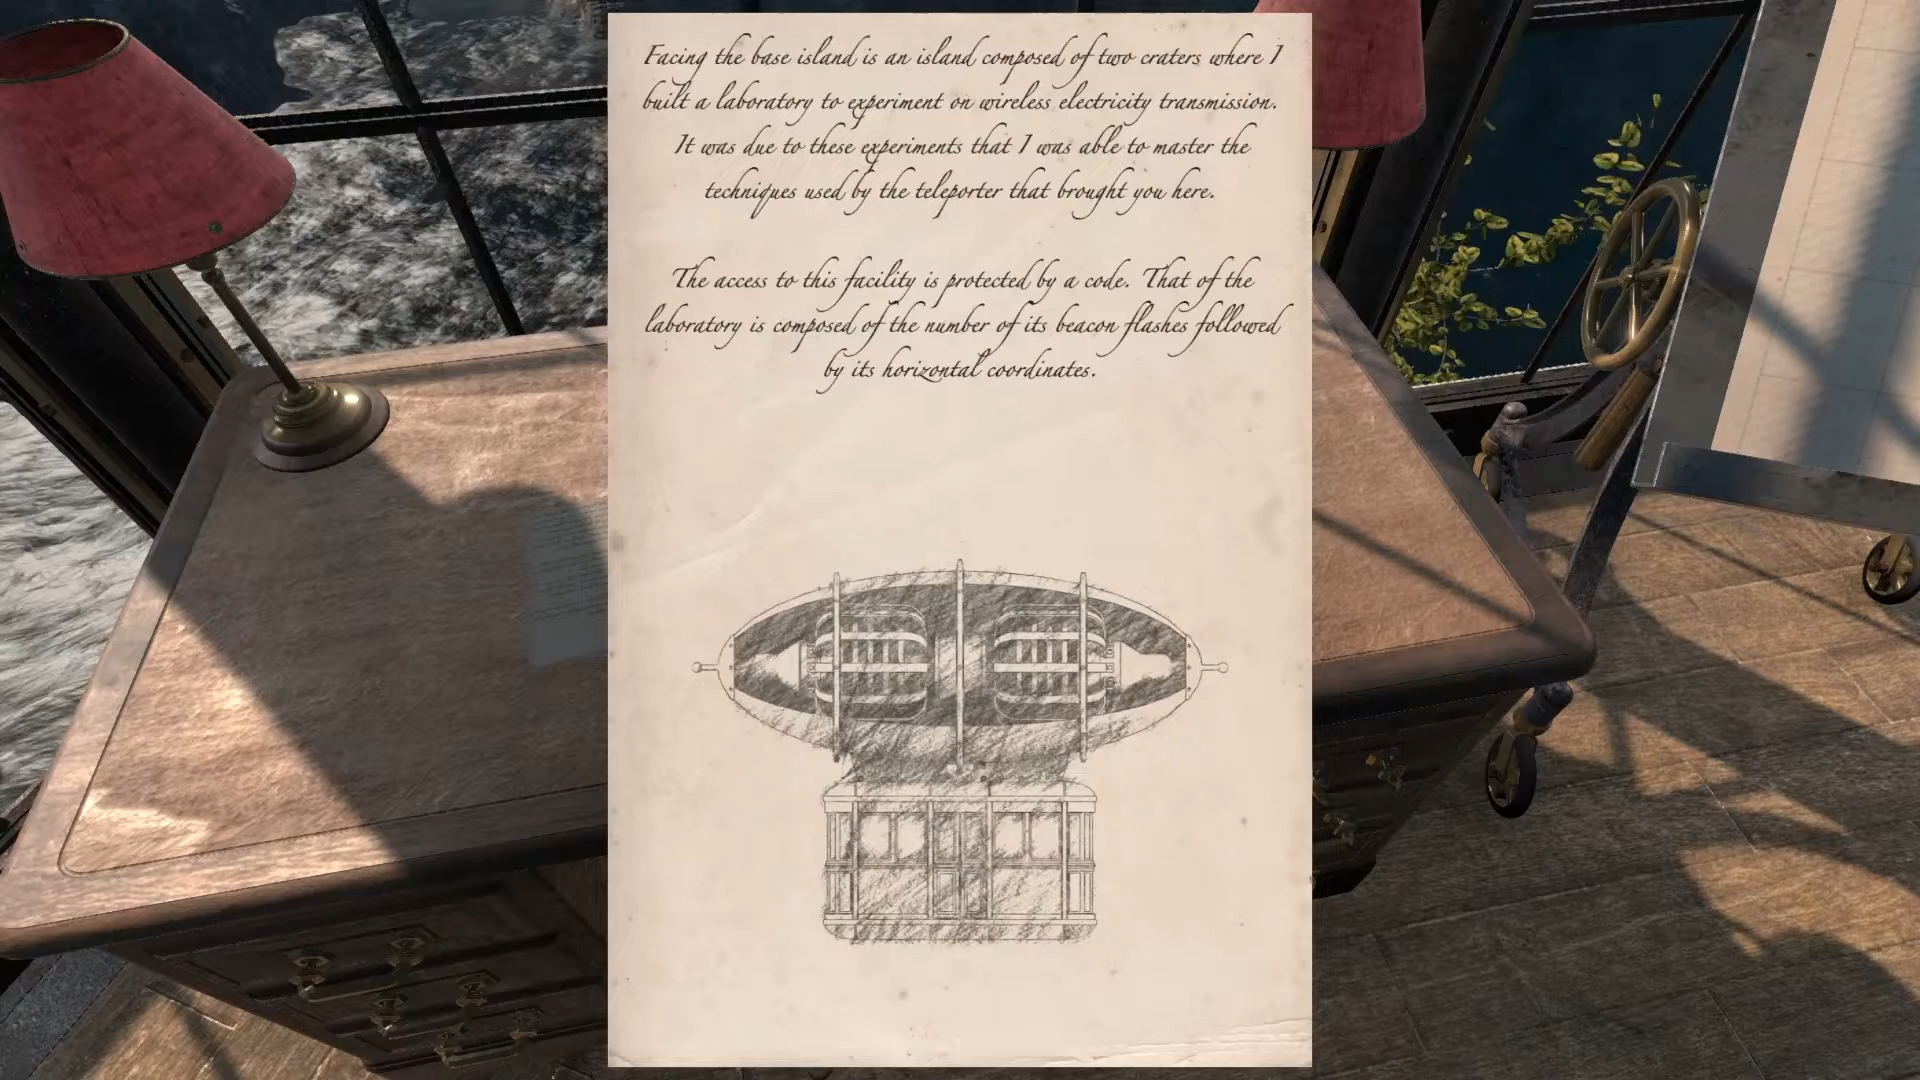 Facing the base island is an island composed of two craters where I
built a laboratory to experiment on wireless electricity transmission.
It was due to these experiments that I was able to master the
techniques used by the teleporter that brought you here.
The access to this facility is protected by a code. That of the
laboratory is composed of the number of its beacon flashes followed
by its horizontal coordinates.